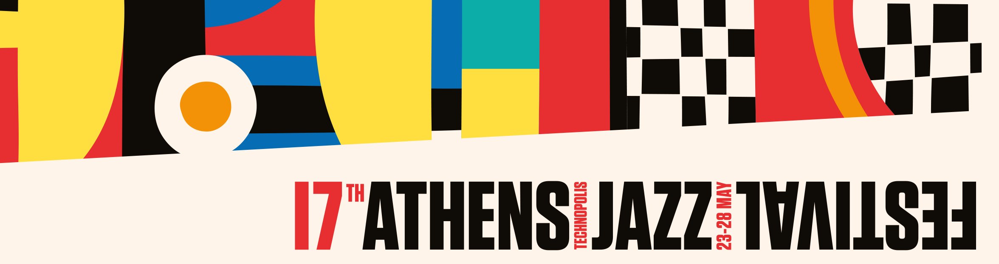 17TH ATHENS TECHNOPOLIS JAZZ 23-28 MAY FESTIVAL